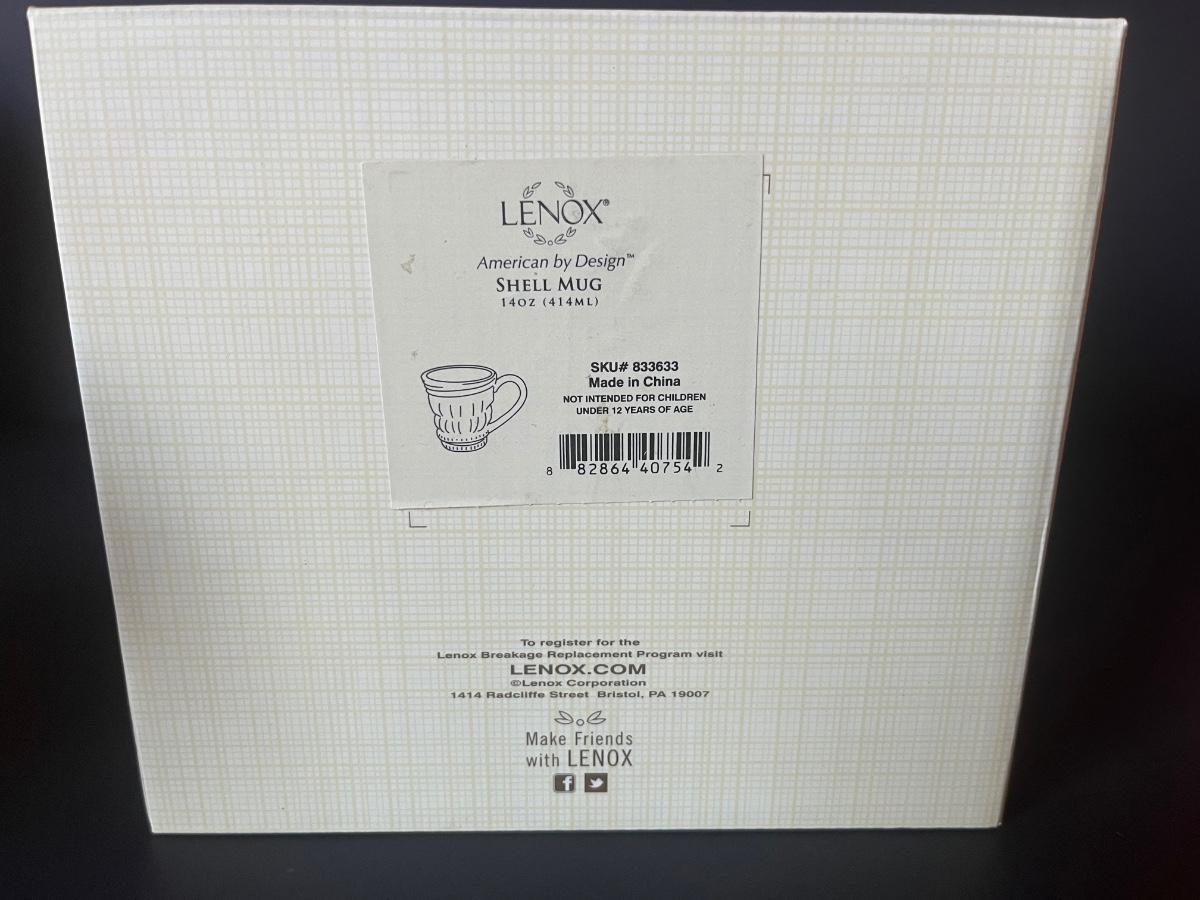 LENOX®
American by Design™
SHELL MUG
14OZ (414ML)
SKU# 833633
Made in China
NOT INTENDED FOR CHILDREN
UNDER 12 YEARS OF AGE
8 82864 40754 2
To register for the
Lenox Breakage Replacement Program visit
LENOX.COM
©Lenox Corporation
1414 Radcliffe Street Bristol, PA 19007
Make Friends
with LENOX